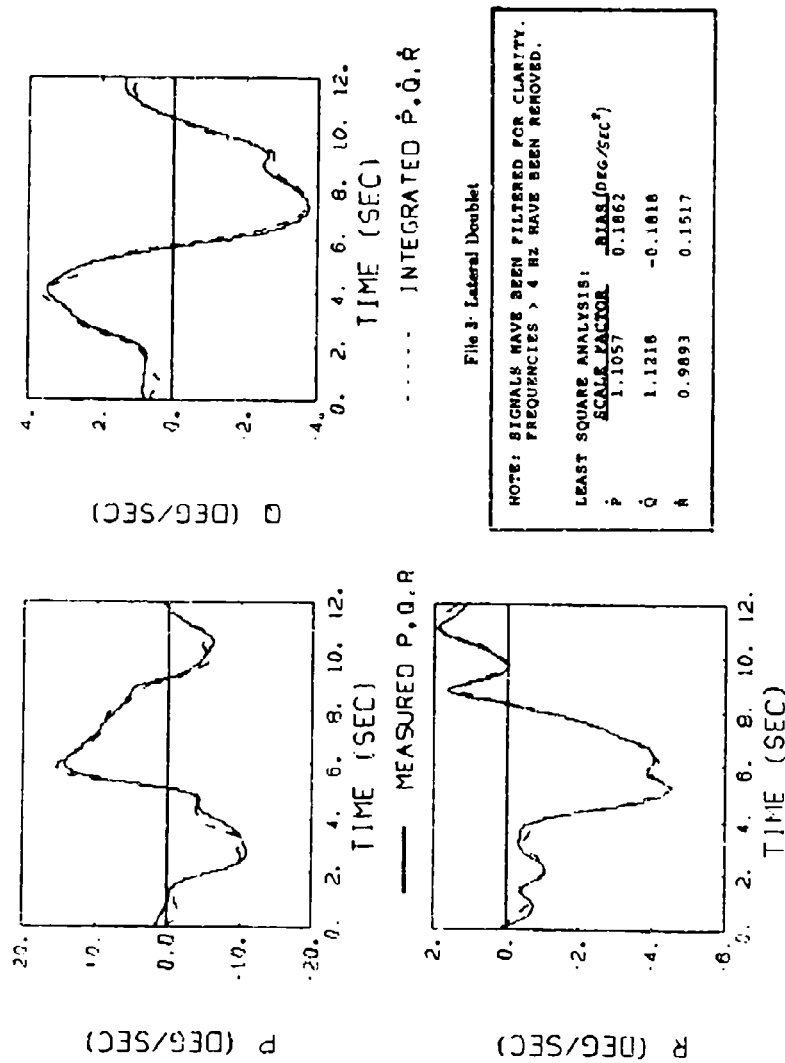 P (DEG/SEC)
20.
10.
0.0
-10.
-20.
0. 2. 4. 6. 8. 10. 12.
TIME (SEC)
Q (DEG/SEC)
4.
2.
0.
-2.
-4.
0. 2. 4. 6. 8. 10. 12.
TIME (SEC)
—— MEASURED P,Q,R
----- INTEGRATED Ṗ,Q̇,Ṙ
R (DEG/SEC)
2.
0.
-2.
-4.
-6.
0. 2. 4. 6. 8. 10. 12.
TIME (SEC)
File 3- Lateral Doublet
NOTE: SIGNALS HAVE BEEN FILTERED FOR CLARITY.
FREQUENCIES > 4 HZ HAVE BEEN REMOVED.
LEAST SQUARE ANALYSIS:
SCALE FACTOR BIAS (DEG/SEC²)
Ṗ 1.1057 0.1862
Q̇ 1.1218 -0.1818
Ṙ 0.9893 0.1517